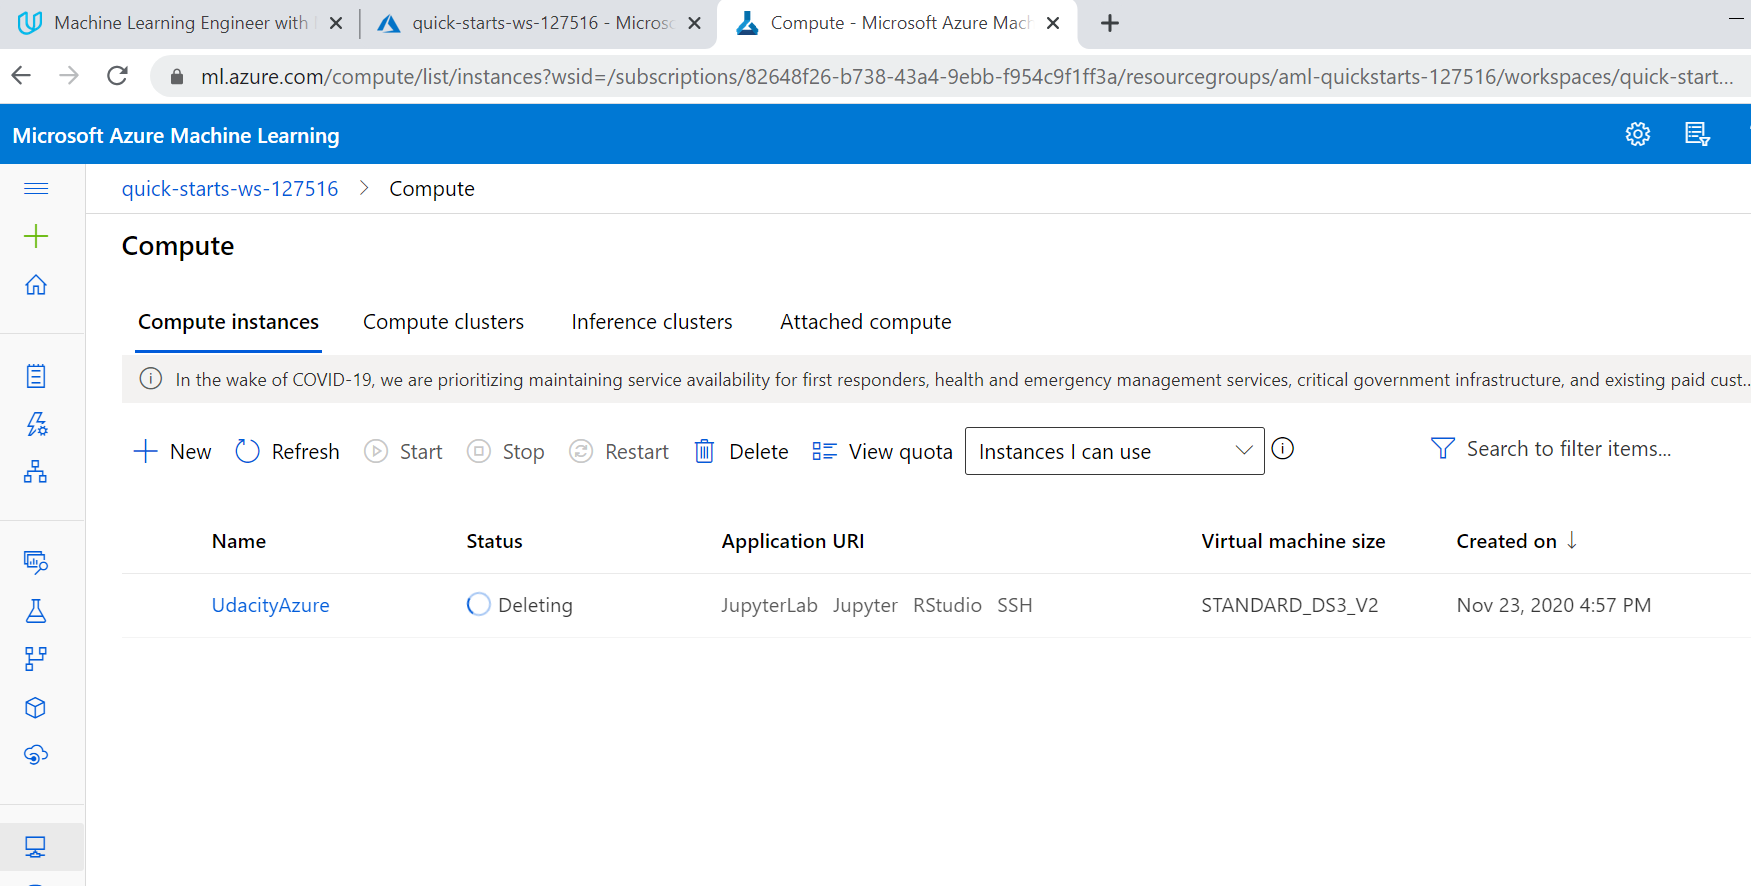 Machine Learning Engineer with
quick-starts-ws-127516 - Micros
Compute - Microsoft Azure Mach
ml.azure.com/compute/list/instances?wsid=/subscriptions/82648f26-b738-43a4-9ebb-f954c9f1ff3a/resourcegroups/aml-quickstarts-127516/workspaces/quick-start...
Microsoft Azure Machine Learning
quick-starts-ws-127516 > Compute
Compute
Compute instances Compute clusters Inference clusters Attached compute
In the wake of COVID-19, we are prioritizing maintaining service availability for first responders, health and emergency management services, critical government infrastructure, and existing paid cust...
New Refresh Start Stop Restart Delete View quota Instances I can use Search to filter items...
Name Status Application URI Virtual machine size Created on ↓
UdacityAzure Deleting JupyterLab Jupyter RStudio SSH STANDARD_DS3_V2 Nov 23, 2020 4:57 PM